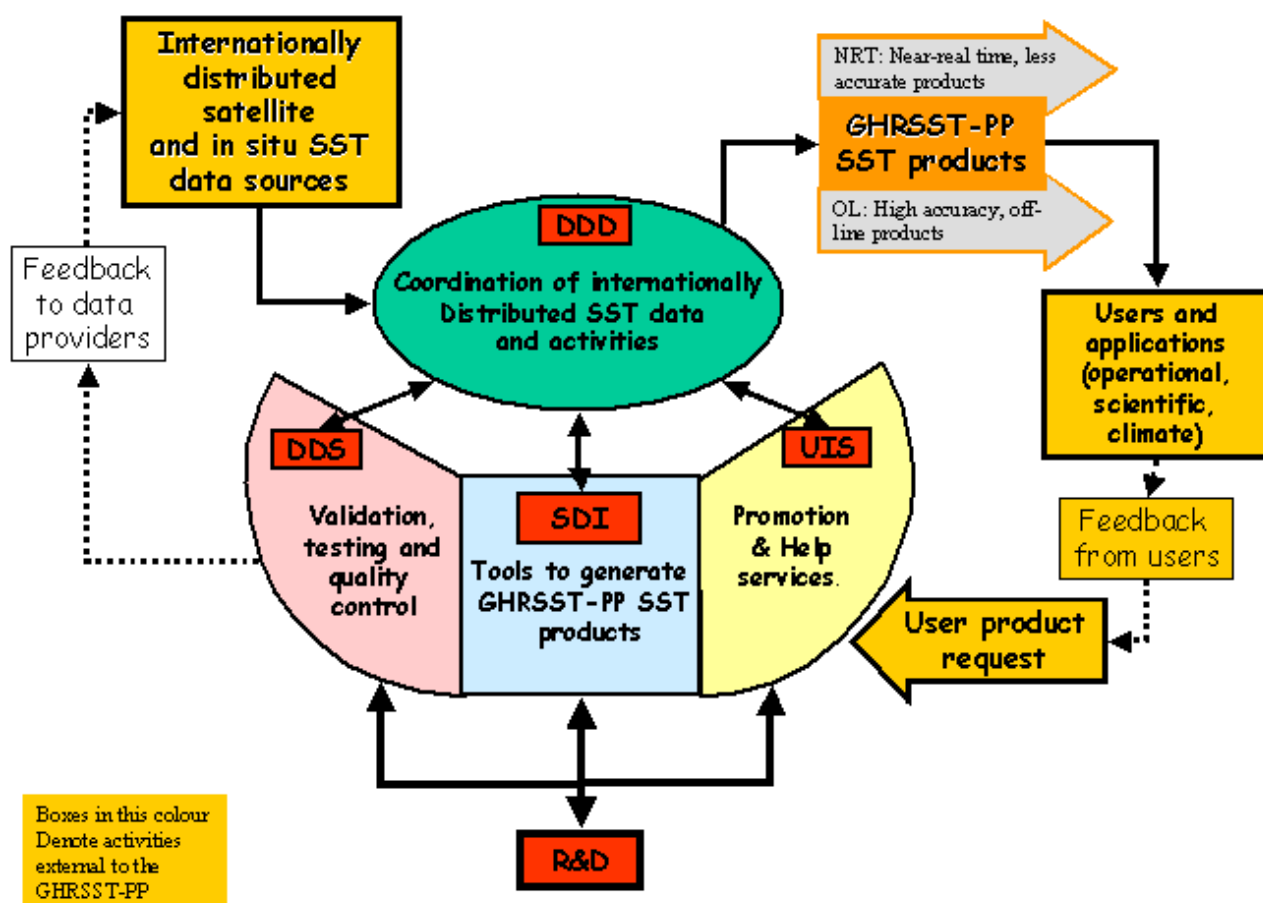 Internationally
distributed
satellite
and in situ SST
data sources
NRT: Near-real time, less
accurate products
GHRSST-PP
SST products
OL: High accuracy, off-
line products
DDD
Coordination of internationally
Distributed SST data
and activities
Feedback
to data
providers
Users and
applications
(operational,
scientific,
climate)
DDS
UIS
SDI
Validation,
testing and
quality
control
Tools to generate
GHRSST-PP SST
products
Promotion
& Help
services.
Feedback
from users
User product
request
R&D
Boxes in this colour
Denote activities
external to the
GHRSST-PP